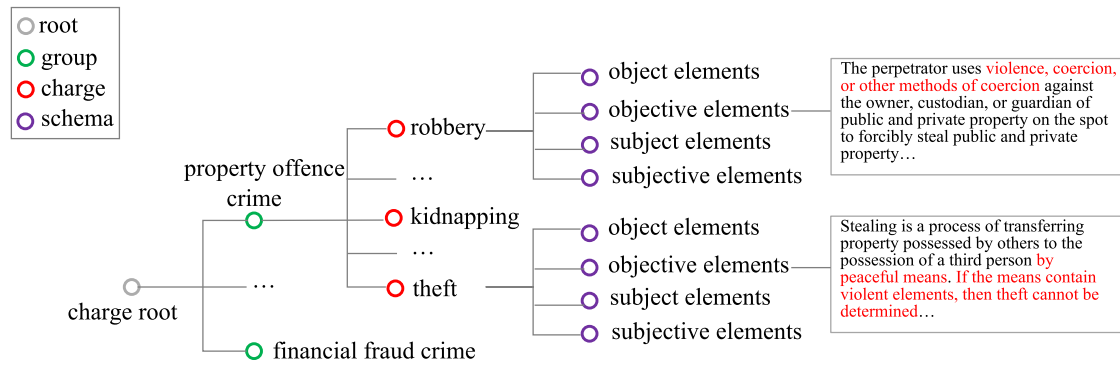 root
group
charge
schema
charge root
property offence
crime
…
financial fraud crime
robbery
…
kidnapping
…
theft
object elements
objective elements
subject elements
subjective elements
object elements
objective elements
subject elements
subjective elements
The perpetrator uses violence, coercion,
or other methods of coercion against
the owner, custodian, or guardian of
public and private property on the spot
to forcibly steal public and private
property…
Stealing is a process of transferring
property possessed by others to the
possession of a third person by
peaceful means. If the means contain
violent elements, then theft cannot be
determined…